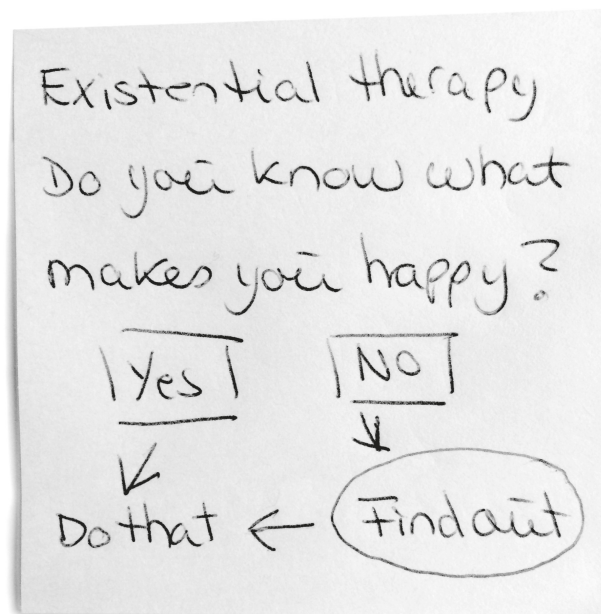 Existential therapy
Do you know what
makes you happy?
Yes NO
Do that ← Find out